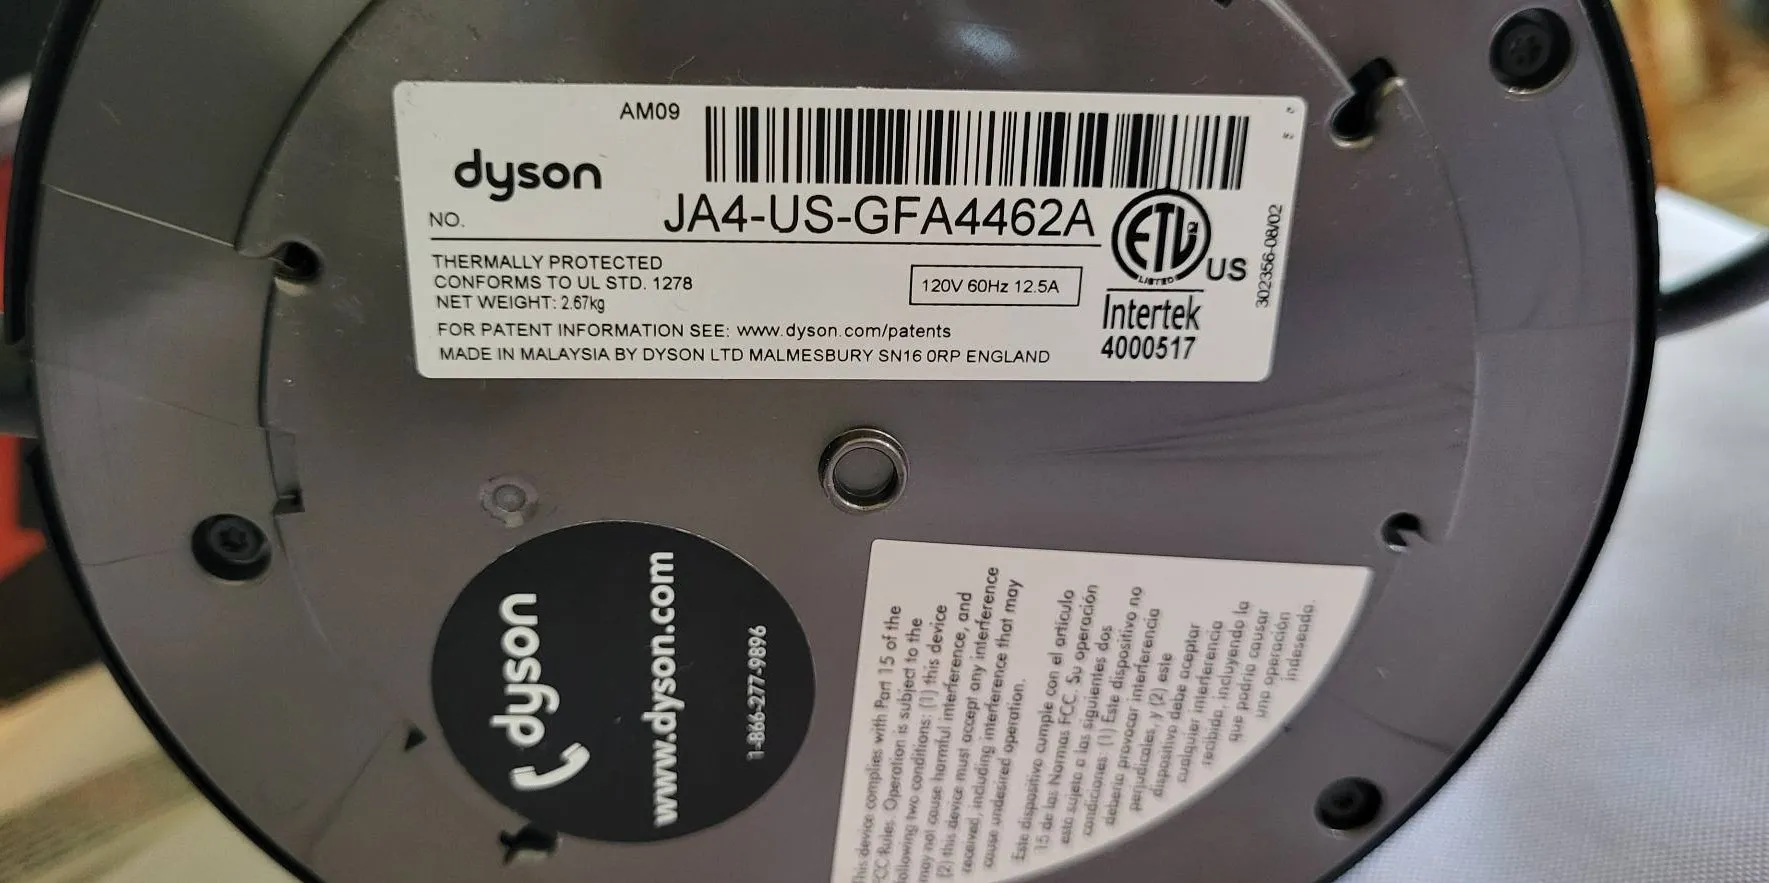 AM09
dyson
NO. JA4-US-GFA4462A
THERMALLY PROTECTED
CONFORMS TO UL STD. 1278
NET WEIGHT: 2.67kg
120V 60Hz 12.5A
FOR PATENT INFORMATION SEE: www.dyson.com/patents
MADE IN MALAYSIA BY DYSON LTD MALMESBURY SN16 0RP ENGLAND
ETL
LISTED
US
Intertek
4000517
302356-08/02
dyson
www.dyson.com
1-866-277-9896
This device complies with Part 15 of the
FCC Rules. Operation is subject to the
following two conditions: (1) this device
may not cause harmful interference, and
(2) this device must accept any interference
received, including interference that may
cause undesired operation.
Este dispositivo cumple con el artículo
15 de las Normas FCC. Su operación
está sujeto a las siguientes dos
condiciones: (1) Este dispositivo no
debería provocar interferencia
perjudiciales, y (2) este
dispositivo debe aceptar
cualquier interferencia
recibida, incluyendo la
que podría causar
una operación
indeseada.